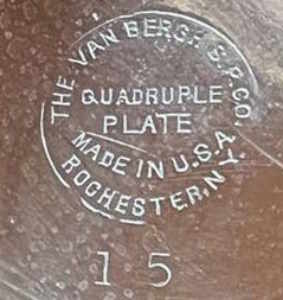 THE VAN BERGH S.P. CO.
QUADRUPLE
PLATE
MADE IN U.S.A.
ROCHESTER, N.Y.
15